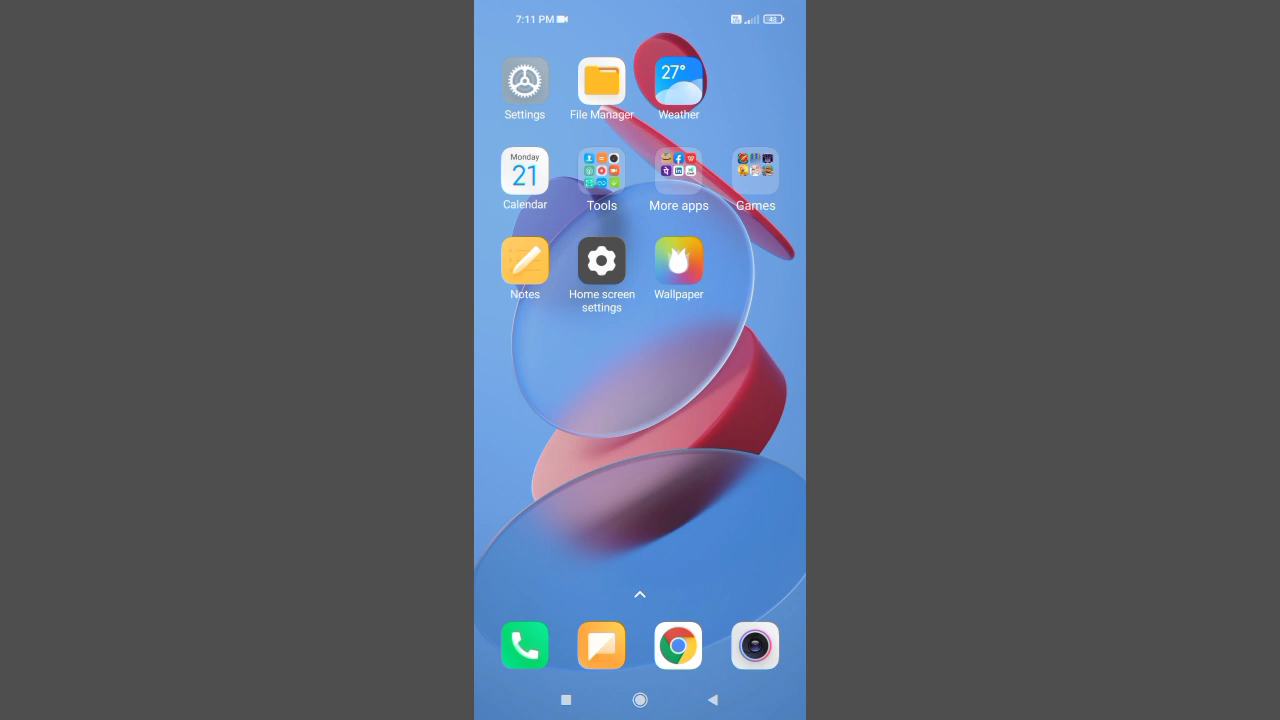 7:11 PM
48
Settings
File Manager
27°
Weather
Monday
21
Calendar
Tools
More apps
Games
Notes
Home screen
settings
Wallpaper